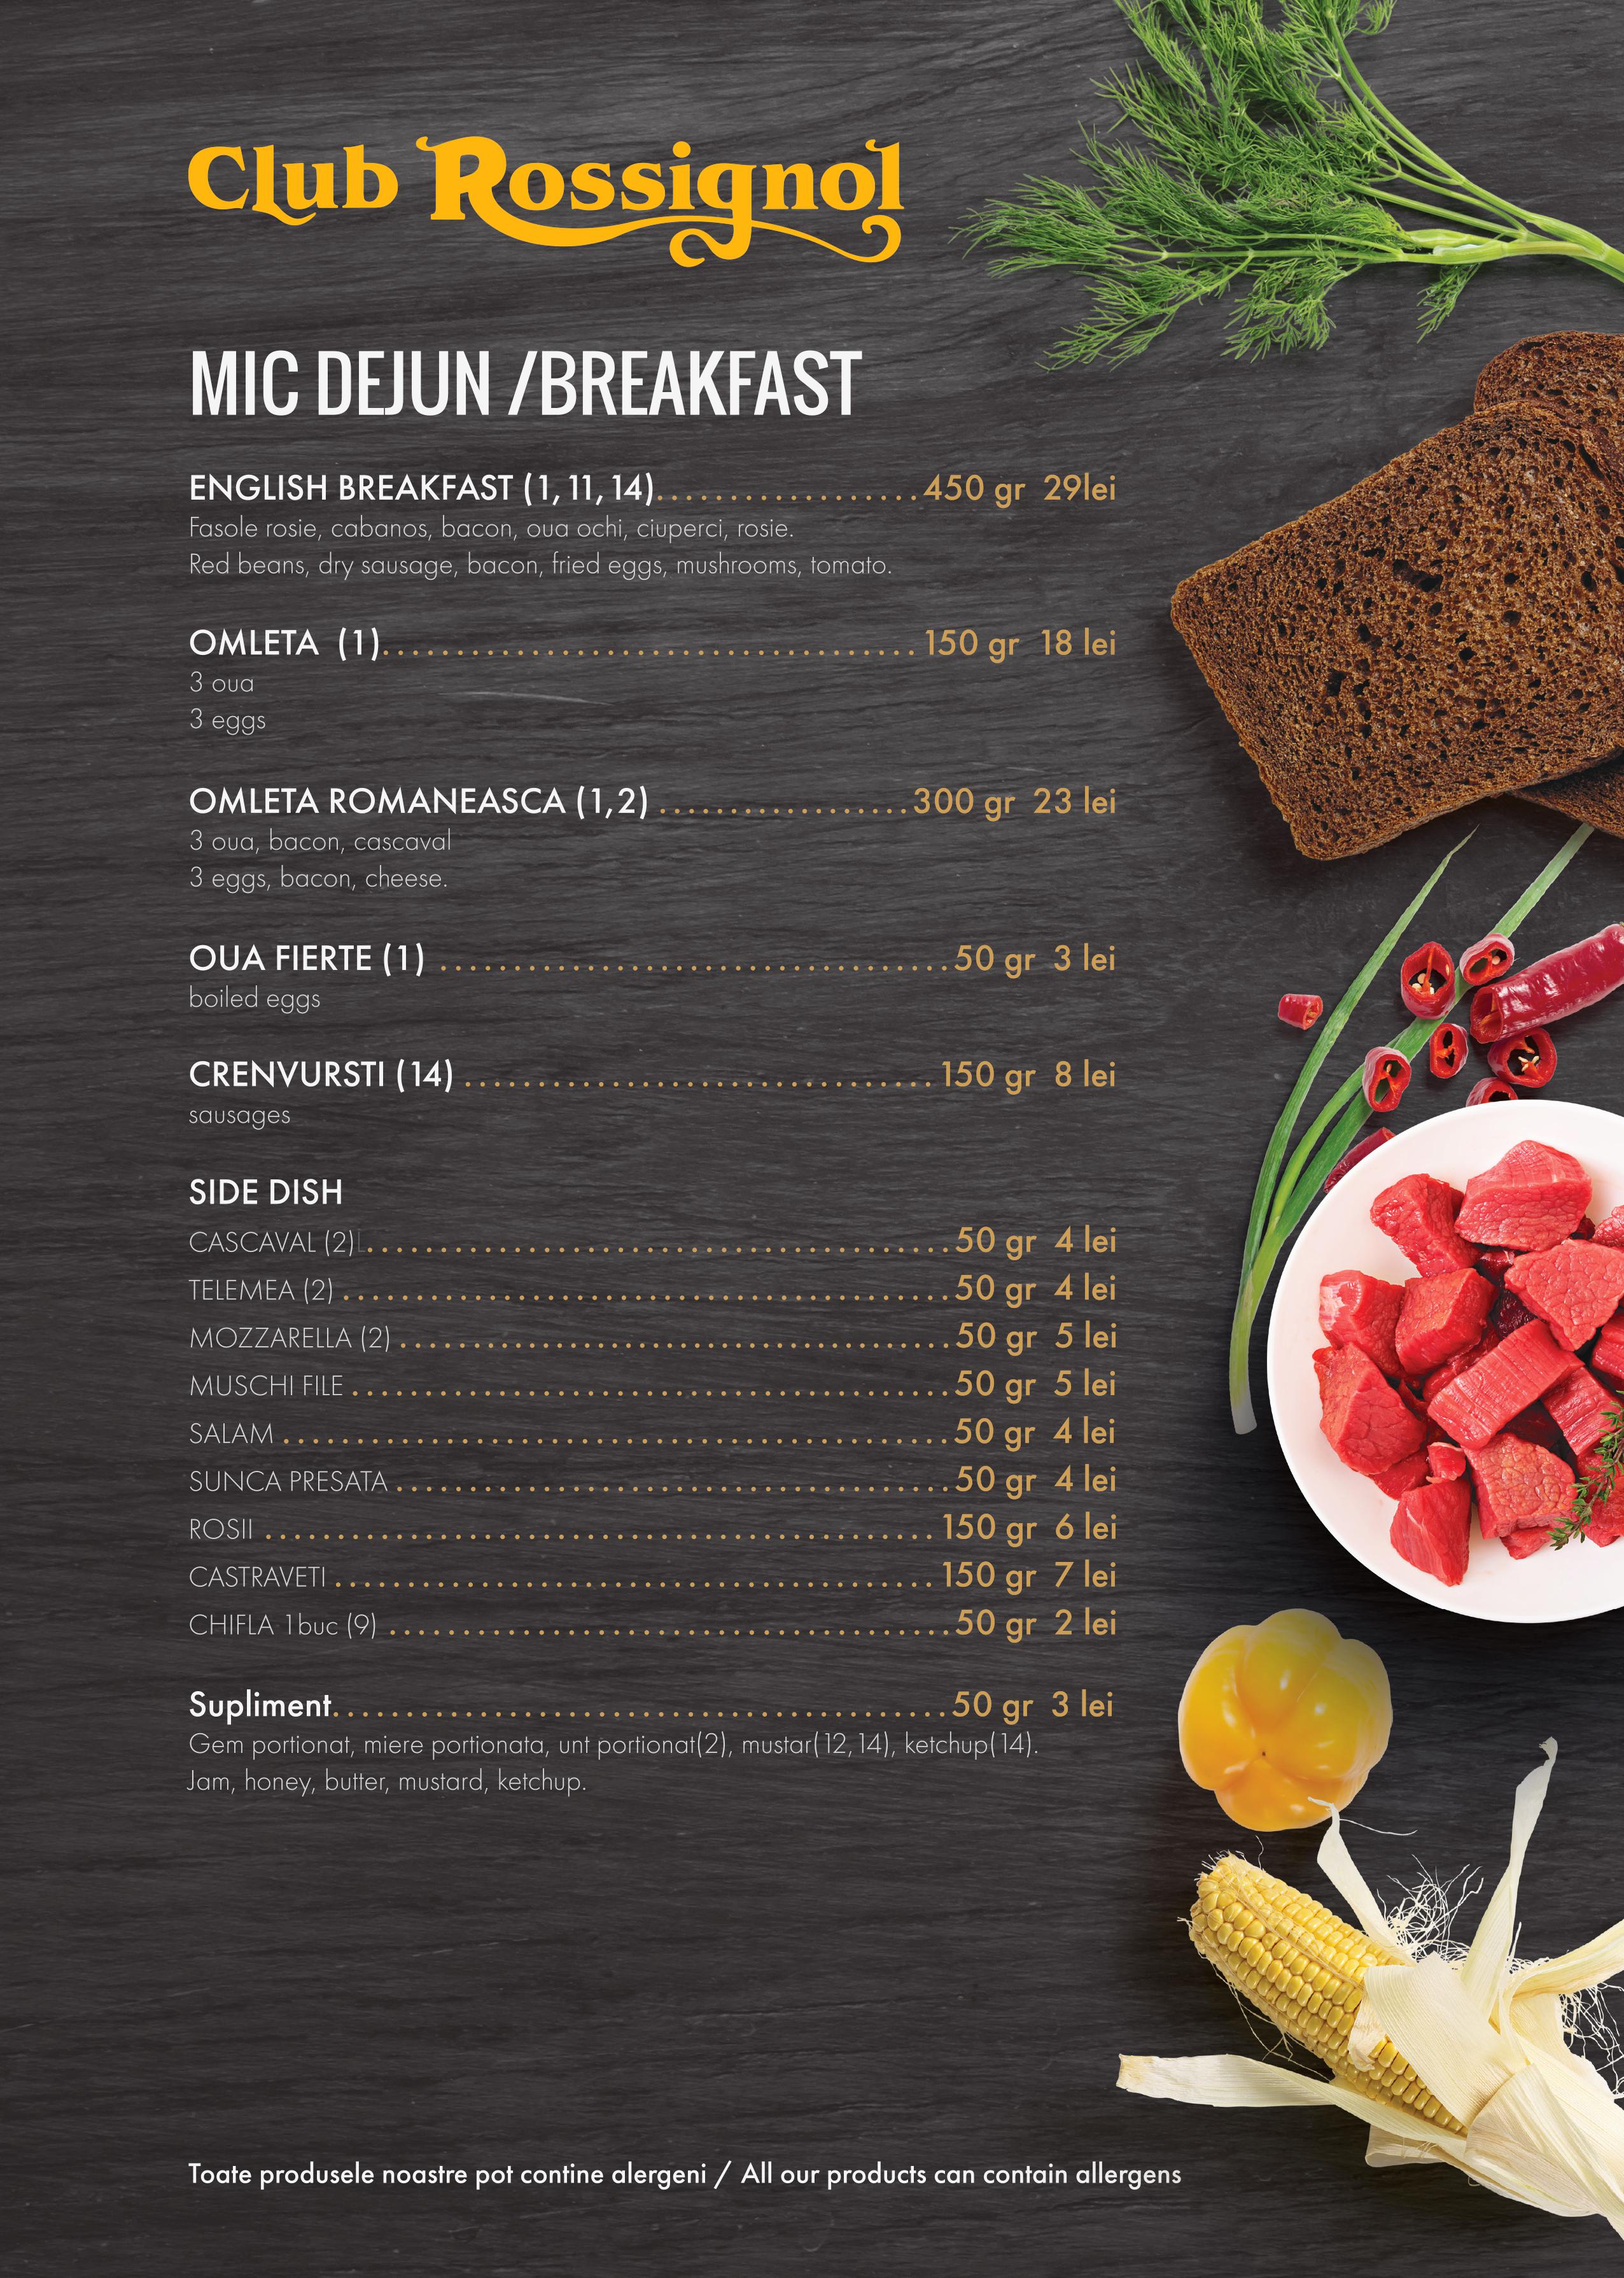 Club Rossignol
MIC DEJUN /BREAKFAST
ENGLISH BREAKFAST (1,11,14)..................450 gr 29lei
Fasole rosie, cabanos, bacon, oua ochi, ciuperci, rosie.
Red beans, dry sausage, bacon, fried eggs, mushrooms, tomato.
OMLETA (1).....................................150 gr 18 lei
3 oua
3 eggs
OMLETA ROMANEASCA (1,2) .................300 gr 23 lei
3 oua, bacon, cascaval
3 eggs, bacon, cheese.
OUA FIERTE (1) ...................................50 gr 3 lei
boiled eggs
CRENVURSTI (14) ................................150 gr 8 lei
sausages
SIDE DISH
CASCAVAL (2)L........................................50 gr 4 lei
TELEMEA (2) ..........................................50 gr 4 lei
MOZZARELLA (2) ......................................50 gr 5 lei
MUSCHI FILE .........................................50 gr 5 lei
SALAM ..............................................50 gr 4 lei
SUNCA PRESATA ......................................50 gr 4 lei
ROSII ..............................................150 gr 6 lei
CASTRAVETI .........................................150 gr 7 lei
CHIFLA 1buc (9) .......................................50 gr 2 lei
Supliment..........................................50 gr 3 lei
Gem portionat, miere portionata, unt portionat(2), mustar(12,14), ketchup(14).
Jam, honey, butter, mustard, ketchup.
Toate produsele noastre pot contine alergeni / All our products can contain allergens